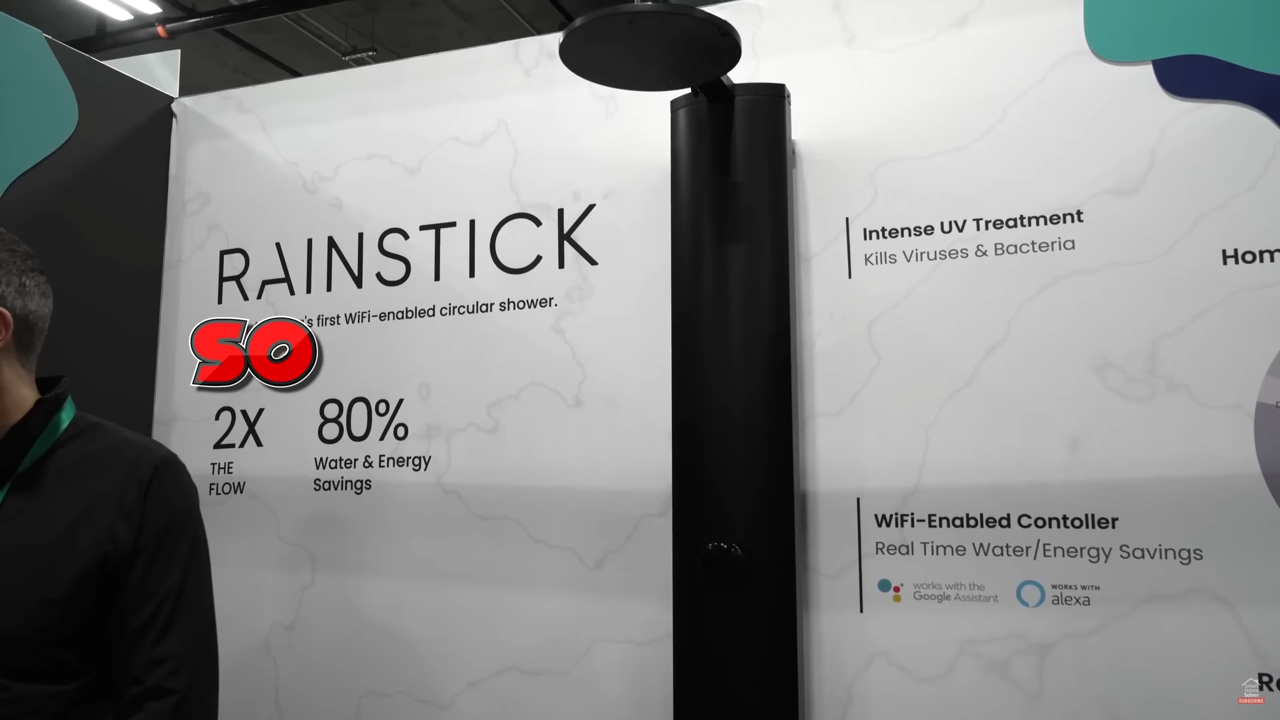 RAINSTICK
's first WiFi-enabled circular shower.
SO
2X
THE
FLOW
80%
Water & Energy
Savings
Intense UV Treatment
Kills Viruses & Bacteria
Hom
WiFi-Enabled Contoller
Real Time Water/Energy Savings
works with the
Google Assistant
WORKS WITH
alexa
R
SUBSCRIBE